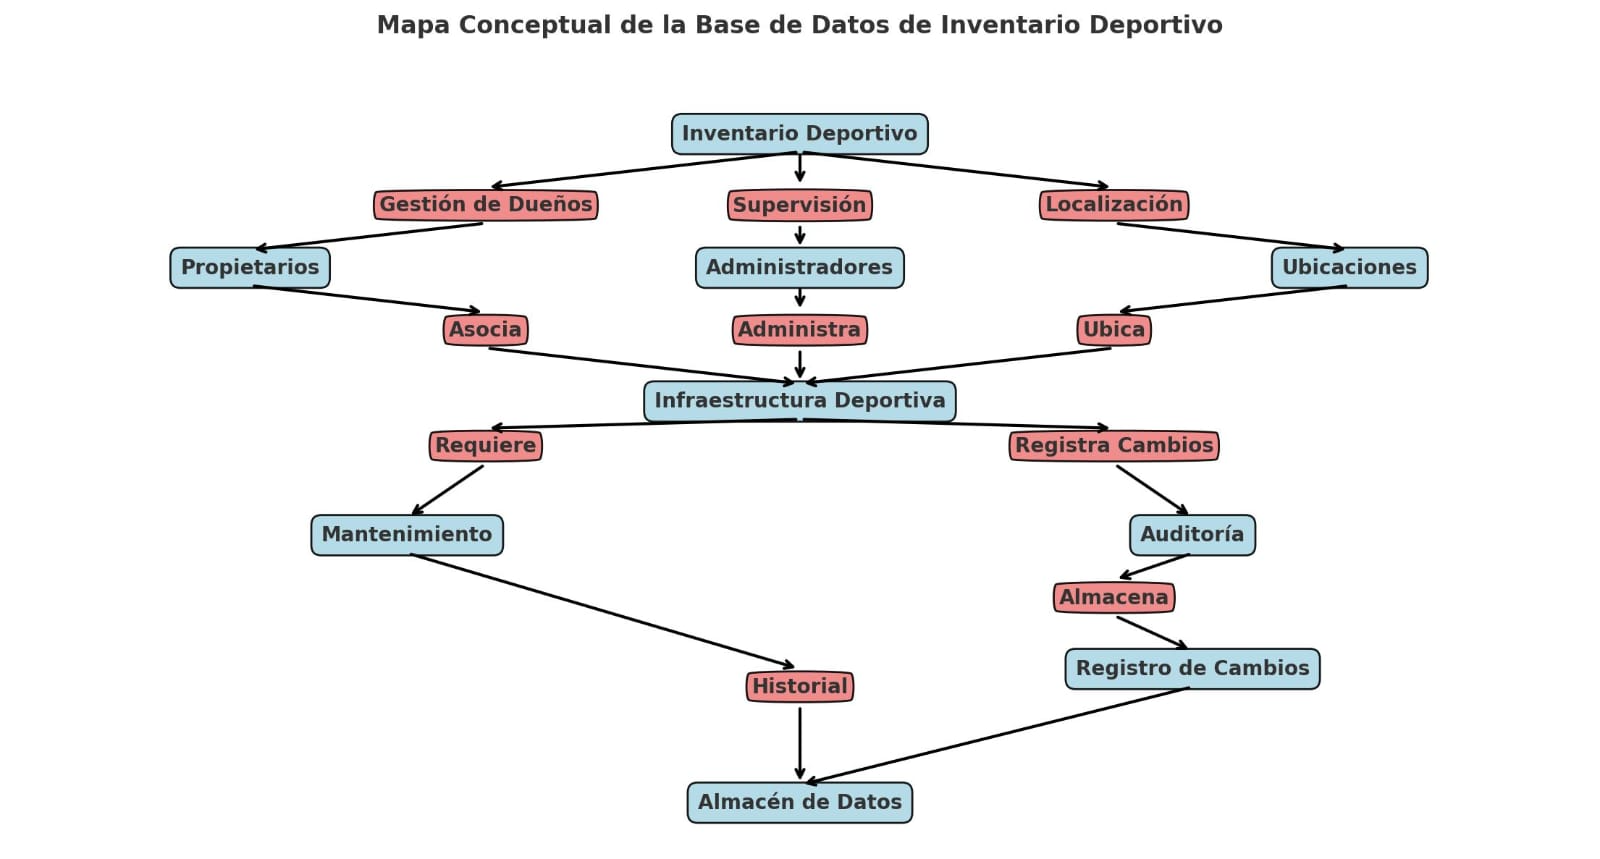 Mapa Conceptual de la Base de Datos de Inventario Deportivo
Inventario Deportivo
Gestión de Dueños
Supervisión
Localización
Propietarios
Administradores
Ubicaciones
Asocia
Administra
Ubica
Infraestructura Deportiva
Requiere
Registra Cambios
Mantenimiento
Auditoría
Almacena
Registro de Cambios
Historial
Almacén de Datos